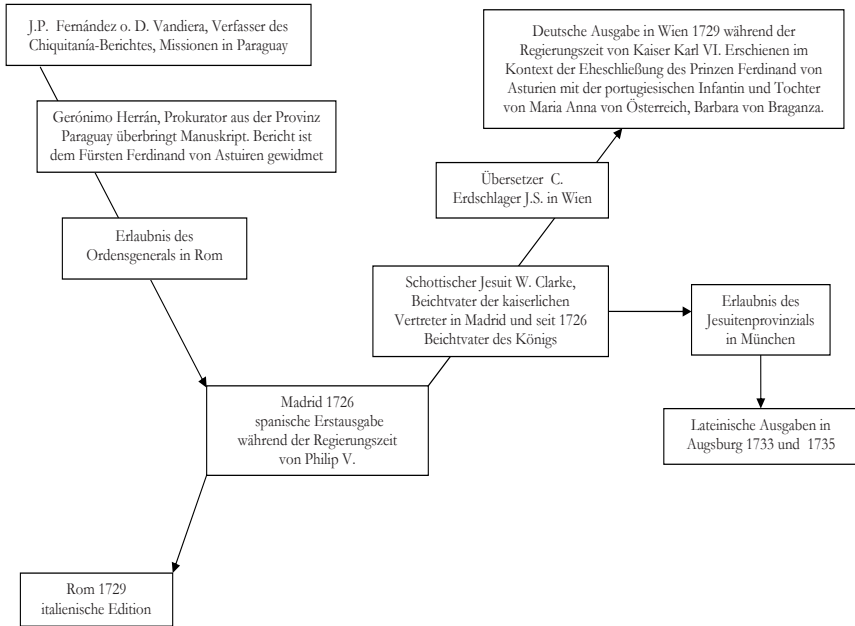 J.P. Fernández o. D. Vandiera, Verfasser des
Chiquitanía-Berichtes, Missionen in Paraguay
Gerónimo Herrán, Prokurator aus der Provinz
Paraguay überbringt Manuskript. Bericht ist
dem Fürsten Ferdinand von Astuiren gewidmet
Erlaubnis des
Ordensgenerals in Rom
Madrid 1726
spanische Erstausgabe
während der Regierungszeit
von Philip V.
Rom 1729
italienische Edition
Schottischer Jesuit W. Clarke,
Beichtvater der kaiserlichen
Vertreter in Madrid und seit 1726
Beichtvater des Königs
Übersetzer C.
Erdschlager J.S. in Wien
Deutsche Ausgabe in Wien 1729 während der
Regierungszeit von Kaiser Karl VI. Erschienen im
Kontext der Eheschließung des Prinzen Ferdinand von
Asturien mit der portugiesischen Infantin und Tochter
von Maria Anna von Österreich, Barbara von Braganza.
Erlaubnis des
Jesuitenprovinzials
in München
Lateinische Ausgaben in
Augsburg 1733 und 1735